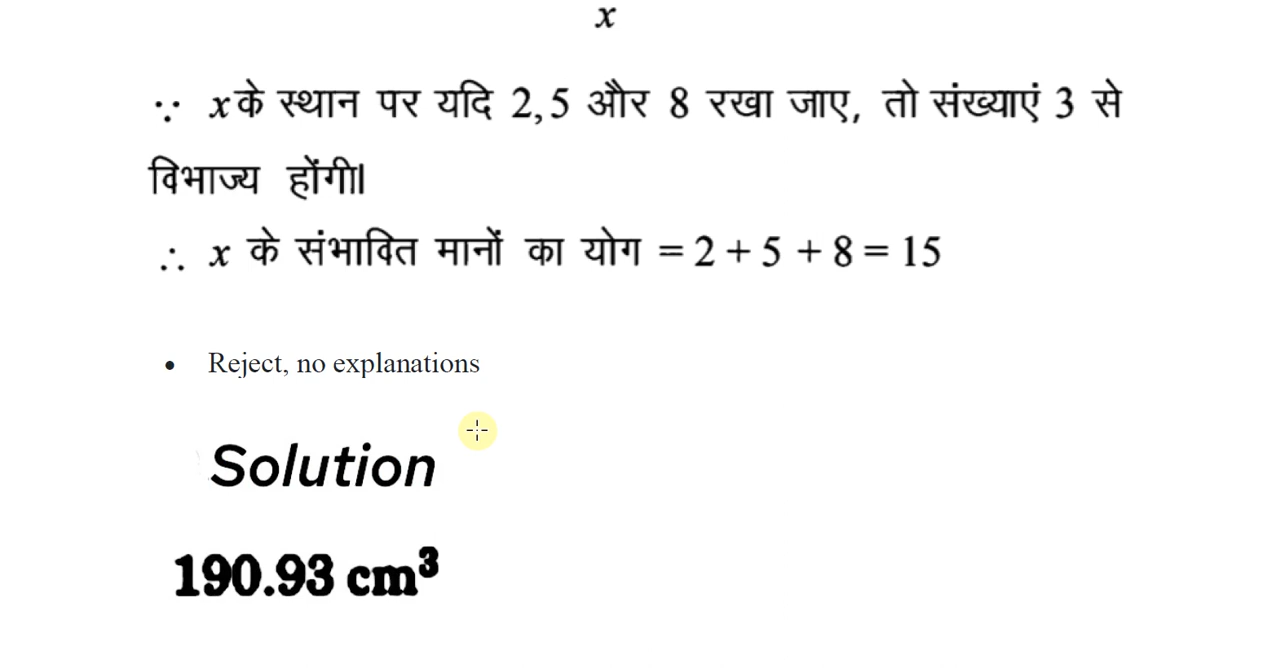 x
∵ x के स्थान पर यदि 2, 5 और 8 रखा जाए, तो संख्याएं 3 से
विभाज्य होंगी।
∴ x के संभावित मानों का योग = 2 + 5 + 8 = 15
• Reject, no explanations
Solution
190.93 cm³